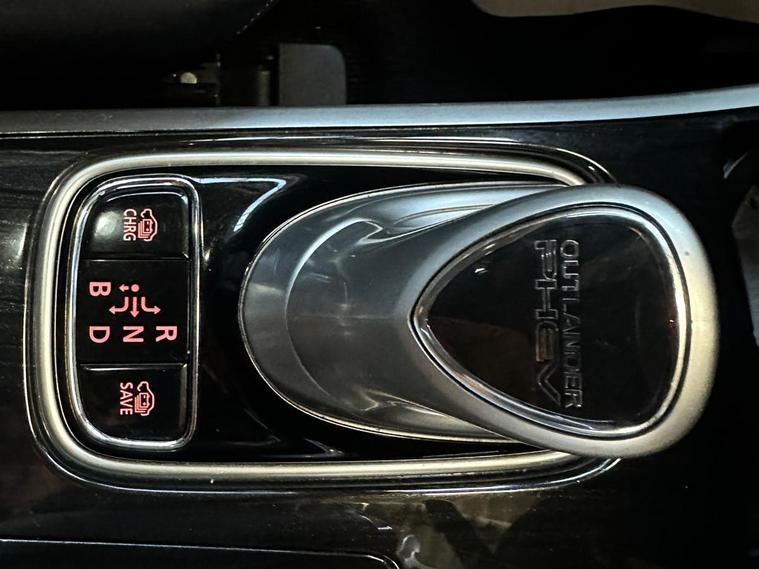 OUTLANDER
PHEV
CHRG
R
N
B D
SAVE